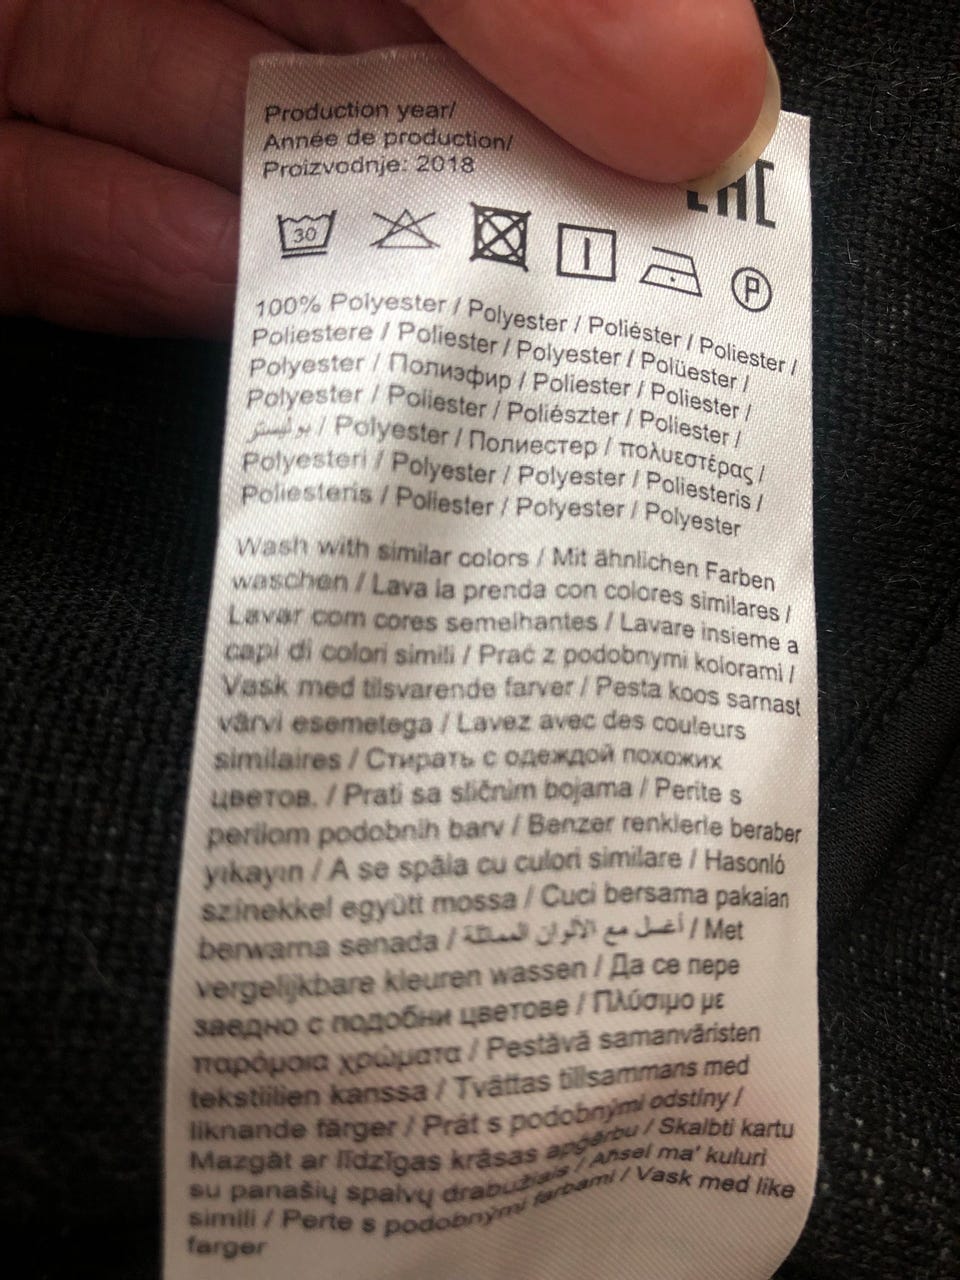 Production year/
Année de production/
Proizvodnje: 2018
EAC
30
P
100% Polyester / Polyester / Poliéster / Poliester /
Poliestere / Poliester / Polyester / Polüester /
Polyester / Полиэфир / Poliester / Poliester /
Polyester / Poliester / Poliészter / Poliester /
بوليستر / Polyester / Полиестер / πολυεστέρας /
Polyesteri / Polyester / Polyester / Poliesteris /
Poliesteris / Poliester / Polyester / Polyester
Wash with similar colors / Mit ähnlichen Farben
waschen / Lava la prenda con colores similares /
Lavar com cores semelhantes / Lavare insieme a
capi di colori simili / Prać z podobnymi kolorami /
Vask med tilsvarende farver / Pesta koos sarnast
värvi esemetega / Lavez avec des couleurs
similaires / Стирать с одеждой похожих
цветов. / Prati sa sličnim bojama / Perite s
perilom podobnih barv / Benzer renklerle beraber
yıkayın / A se spăla cu culori similare / Hasonló
színekkel együtt mossa / Cuci bersama pakaian
berwarna senada / أغسل مع الألوان المماثلة / Met
vergelijkbare kleuren wassen / Да се пере
заедно с подобни цветове / Πλύσιμο με
παρόμοια χρώματα / Pestävä samanväristen
tekstiilien kanssa / Tvättas tillsammans med
liknande färger / Prát s podobnými odstíny /
Mazgāt ar līdzīgas krāsas apģērbu / Skalbti kartu
su panašių spalvų drabužiais / Aħsel ma' kuluri
simili / Perte s podobnými farbami / Vask med like
farger